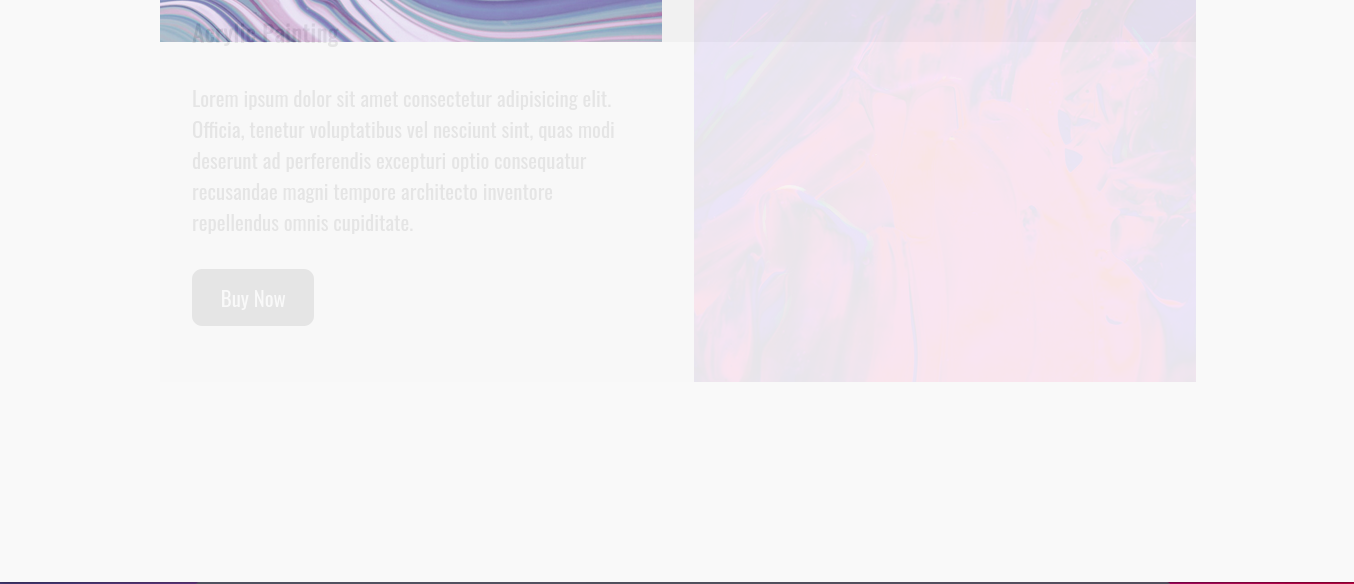 Acrylic Painting
Lorem ipsum dolor sit amet consectetur adipisicing elit.
Officia, tenetur voluptatibus vel nesciunt sint, quas modi
deserunt ad perferendis excepturi optio consequatur
recusandae magni tempore architecto inventore
repellendus omnis cupiditate.
Buy Now